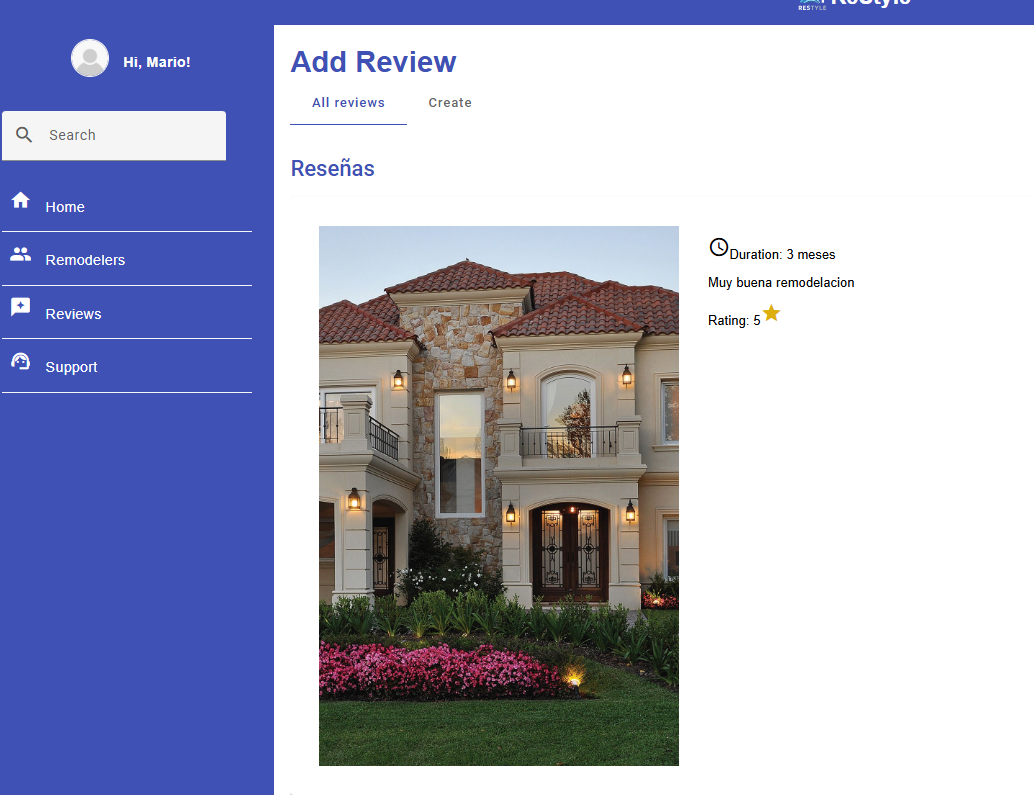 RESTYLE
ReStyle
Hi, Mario!
Search
Home
Remodelers
Reviews
Support
Add Review
All reviews
Create
Reseñas
Duration: 3 meses
Muy buena remodelacion
Rating: 5